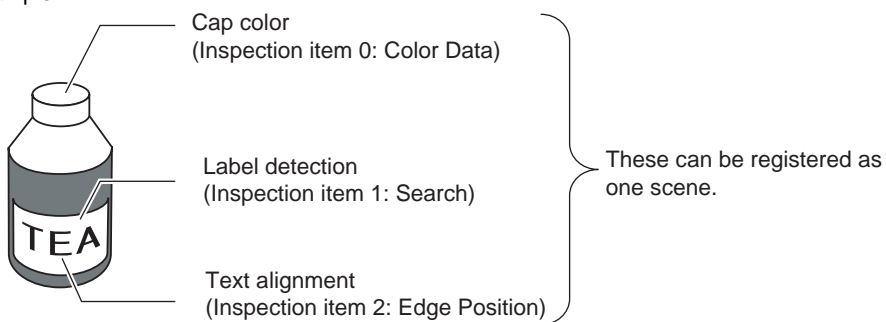 Cap color
(Inspection item 0: Color Data)
Label detection
(Inspection item 1: Search)
TEA
Text alignment
(Inspection item 2: Edge Position)
These can be registered as
one scene.